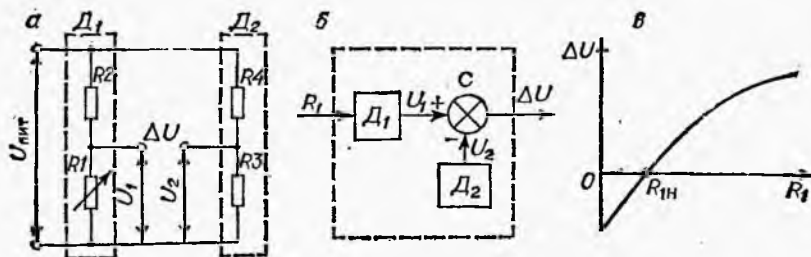 а
Д₁
Д₂
R2
R4
Uпит
ΔU
R1
R3
U₁
U₂
б
R₁
Д₁
U₁
+
С
ΔU
−
U₂
Д₂
в
ΔU
0
R₁н
R₁